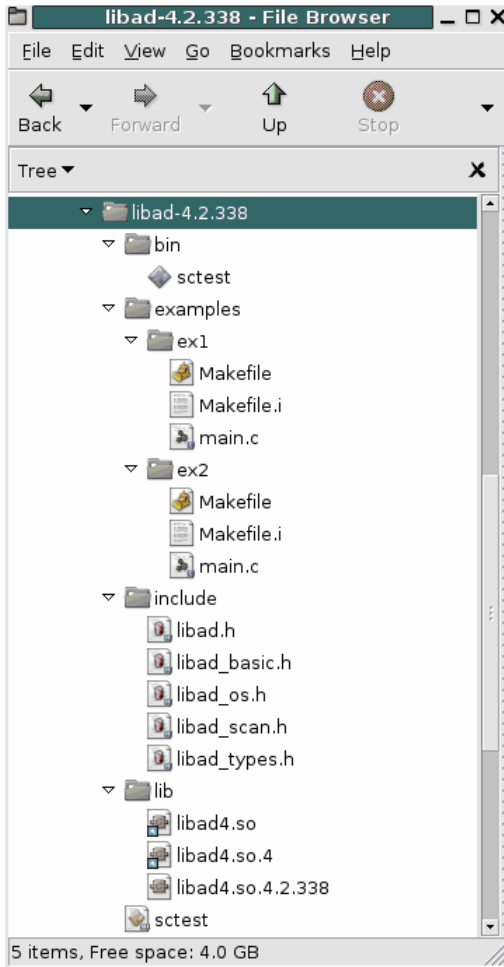 libad-4.2.338 - File Browser
File Edit View Go Bookmarks Help
Back Forward Up Stop
Tree
libad-4.2.338
bin
sctest
examples
ex1
Makefile
Makefile.i
main.c
ex2
Makefile
Makefile.i
main.c
include
libad.h
libad_basic.h
libad_os.h
libad_scan.h
libad_types.h
lib
libad4.so
libad4.so.4
libad4.so.4.2.338
sctest
5 items, Free space: 4.0 GB